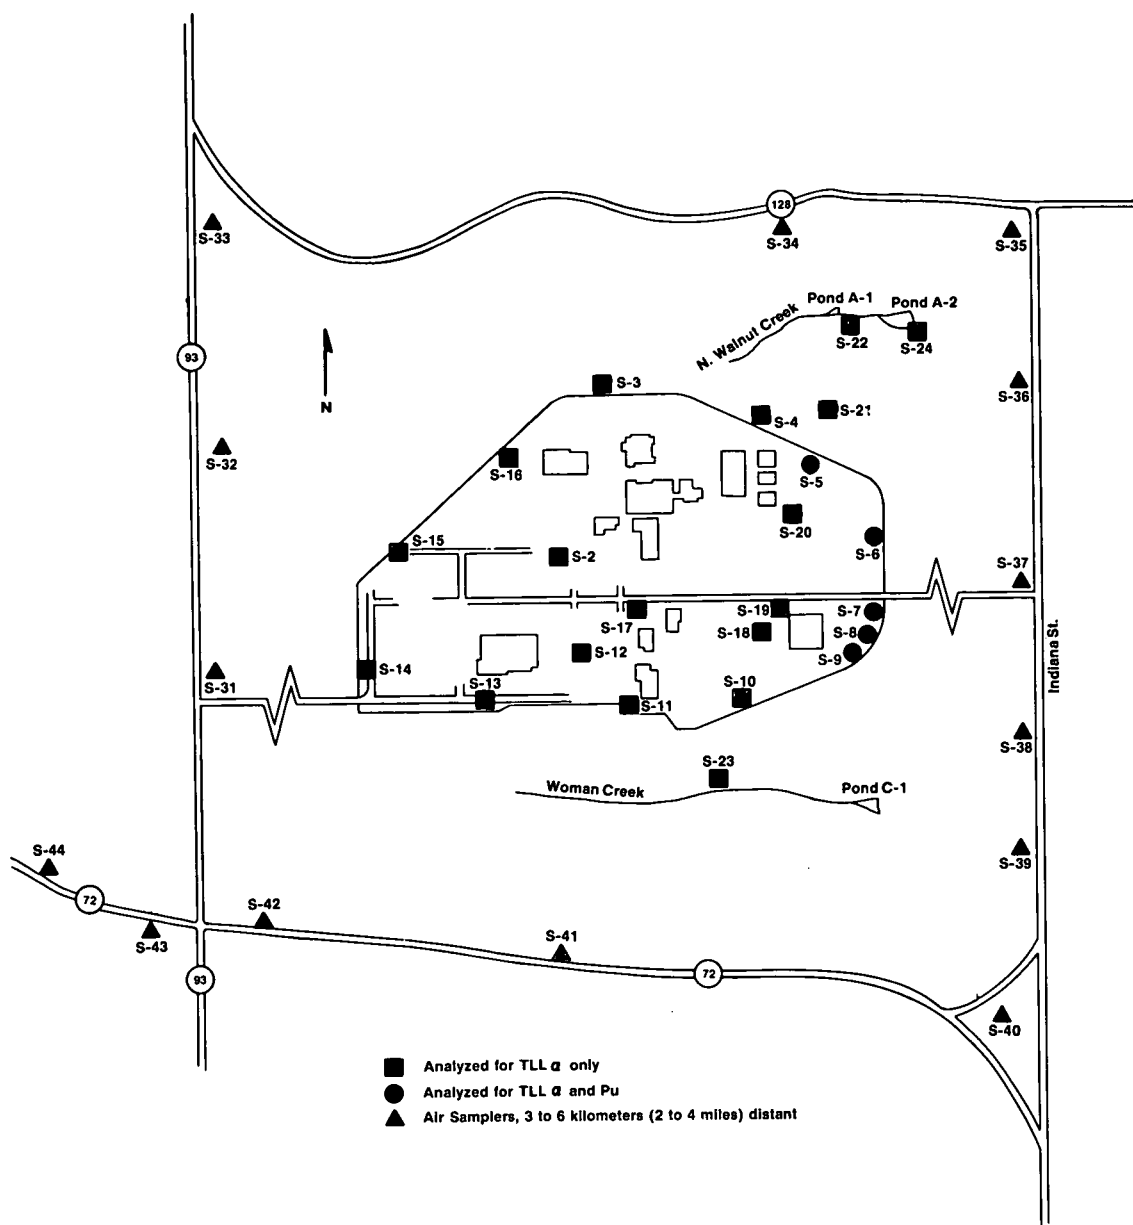 128
S-33
S-34
S-35
Pond A-1
Pond A-2
N. Walnut Creek
S-22
S-24
93
N
S-3
S-36
S-4
S-21
S-32
S-16
S-5
S-20
S-15
S-2
S-6
S-37
S-19
S-7
S-17
S-18
S-8
S-12
S-9
S-14
S-31
S-13
S-10
S-11
Indiana St.
S-38
S-23
Woman Creek
Pond C-1
S-44
S-39
72
S-42
S-43
S-41
93
72
S-40
Analyzed for TLL α only
Analyzed for TLL α and Pu
Air Samplers, 3 to 6 kilometers (2 to 4 miles) distant